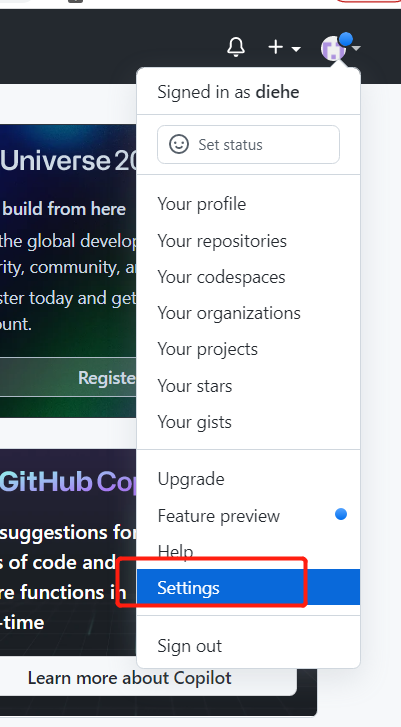 Signed in as diehe
Set status
Universe 20
build from here
the global develop
rity, community, a
ster today and get
ount.
Registe
Your profile
Your repositories
Your codespaces
Your organizations
Your projects
Your stars
Your gists
Upgrade
Feature preview
Help
Settings
Sign out
GitHub Cop
suggestions for
s of code and
re functions in
-time
Learn more about Copilot